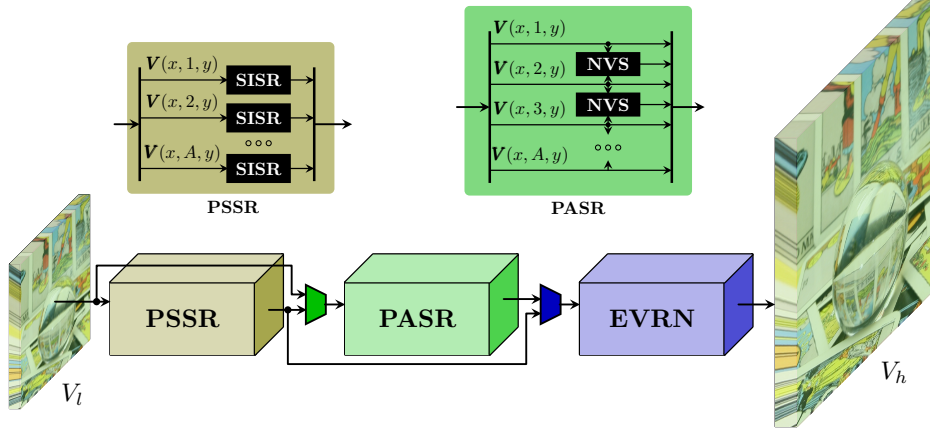 V(x, 1, y)
SISR
V(x, 2, y)
SISR
V(x, A, y)
SISR
PSSR
V(x, 1, y)
NVS
V(x, 2, y)
NVS
V(x, 3, y)
V(x, A, y)
PASR
PSSR
PASR
EVRN
V_l
V_h